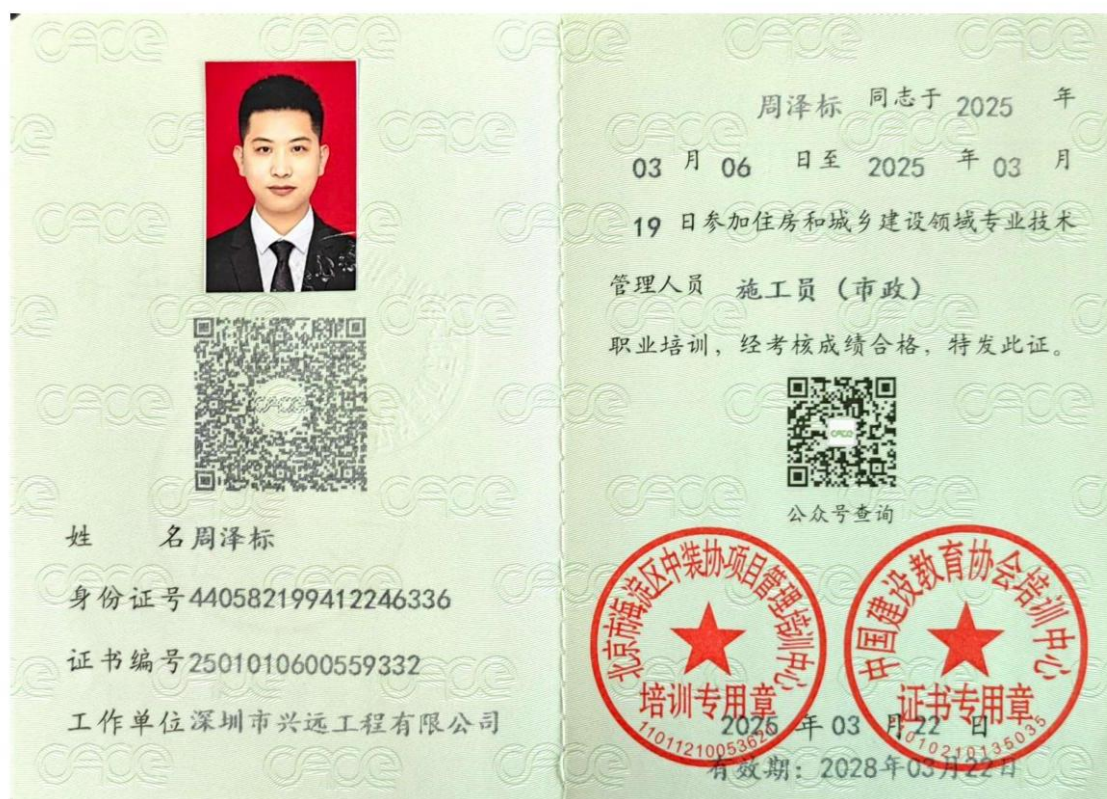 姓 名周泽标
身份证号440582199412246336
证书编号2501010600559332
工作单位深圳市兴远工程有限公司
周泽标 同志于 2025 年
03 月 06 日至 2025 年 03 月
19 日参加住房和城乡建设领域专业技术
管理人员 施工员（市政）
职业培训，经考核成绩合格，特发此证。
CACE
公众号查询
北京市海淀区中装协项目管理培训中心
培训专用章
中国建设教育协会培训中心
证书专用章
2025 年 03 月 22 日
有效期：2028年03月22日